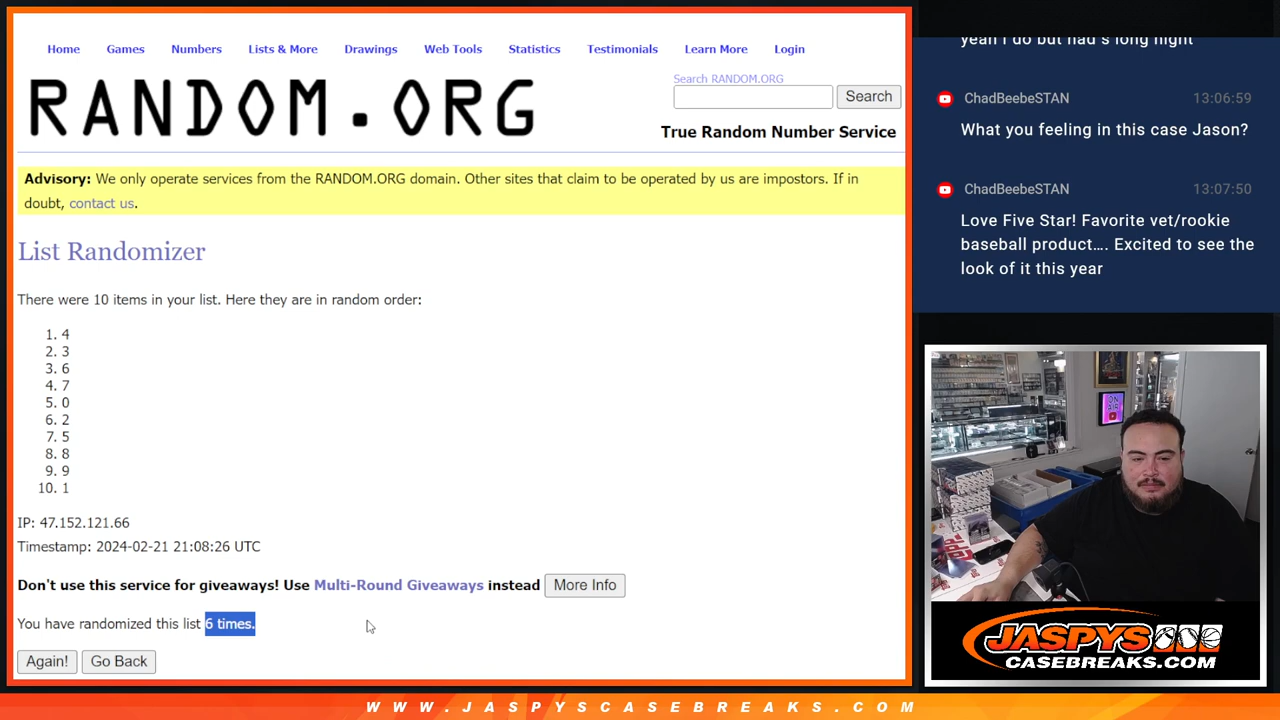 Home Games Numbers Lists & More Drawings Web Tools Statistics Testimonials Learn More Login
RANDOM.ORG
Search RANDOM.ORG
Search
True Random Number Service
Advisory: We only operate services from the RANDOM.ORG domain. Other sites that claim to be operated by us are impostors. If in
doubt, contact us.
List Randomizer
There were 10 items in your list. Here they are in random order:
1. 4
2. 3
3. 6
4. 7
5. 0
6. 2
7. 5
8. 8
9. 9
10. 1
IP: 47.152.121.66
Timestamp: 2024-02-21 21:08:26 UTC
Don't use this service for giveaways! Use Multi-Round Giveaways instead More Info
You have randomized this list 6 times.
Again! Go Back
yeah I do but had s long night
ChadBeebeSTAN 13:06:59
What you feeling in this case Jason?
ChadBeebeSTAN 13:07:50
Love Five Star! Favorite vet/rookie
baseball product…. Excited to see the
look of it this year
ON
AIR
JASPYS
CASEBREAKS.COM
WWW.JASPYSCASEBREAKS.COM